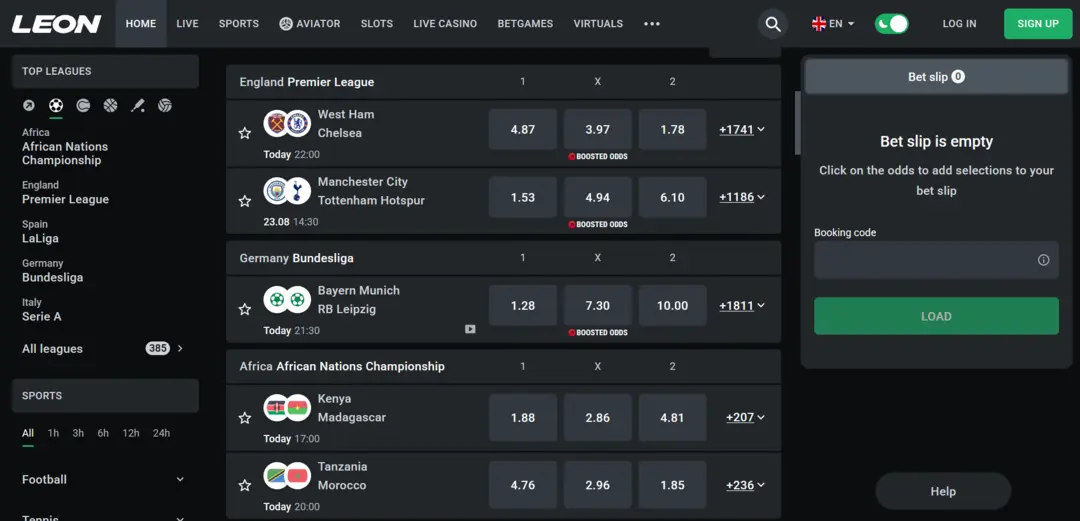 LEON
HOME
LIVE
SPORTS
AVIATOR
SLOTS
LIVE CASINO
BETGAMES
VIRTUALS
EN
LOG IN
SIGN UP
TOP LEAGUES
Africa
African Nations
Championship
England
Premier League
Spain
LaLiga
Germany
Bundesliga
Italy
Serie A
All leagues 385
SPORTS
All 1h 3h 6h 12h 24h
Football
Tennis
England Premier League 1 X 2
West Ham
Chelsea
4.87 3.97 1.78 +1741
BOOSTED ODDS
Today 22:00
Manchester City
Tottenham Hotspur
1.53 4.94 6.10 +1186
BOOSTED ODDS
23.08 14:30
Germany Bundesliga 1 X 2
Bayern Munich
RB Leipzig
1.28 7.30 10.00 +1811
BOOSTED ODDS
Today 21:30
Africa African Nations Championship 1 X 2
Kenya
Madagascar
1.88 2.86 4.81 +207
Today 17:00
Tanzania
Morocco
4.76 2.96 1.85 +236
Today 20:00
Bet slip 0
Bet slip is empty
Click on the odds to add selections to your
bet slip
Booking code
LOAD
Help